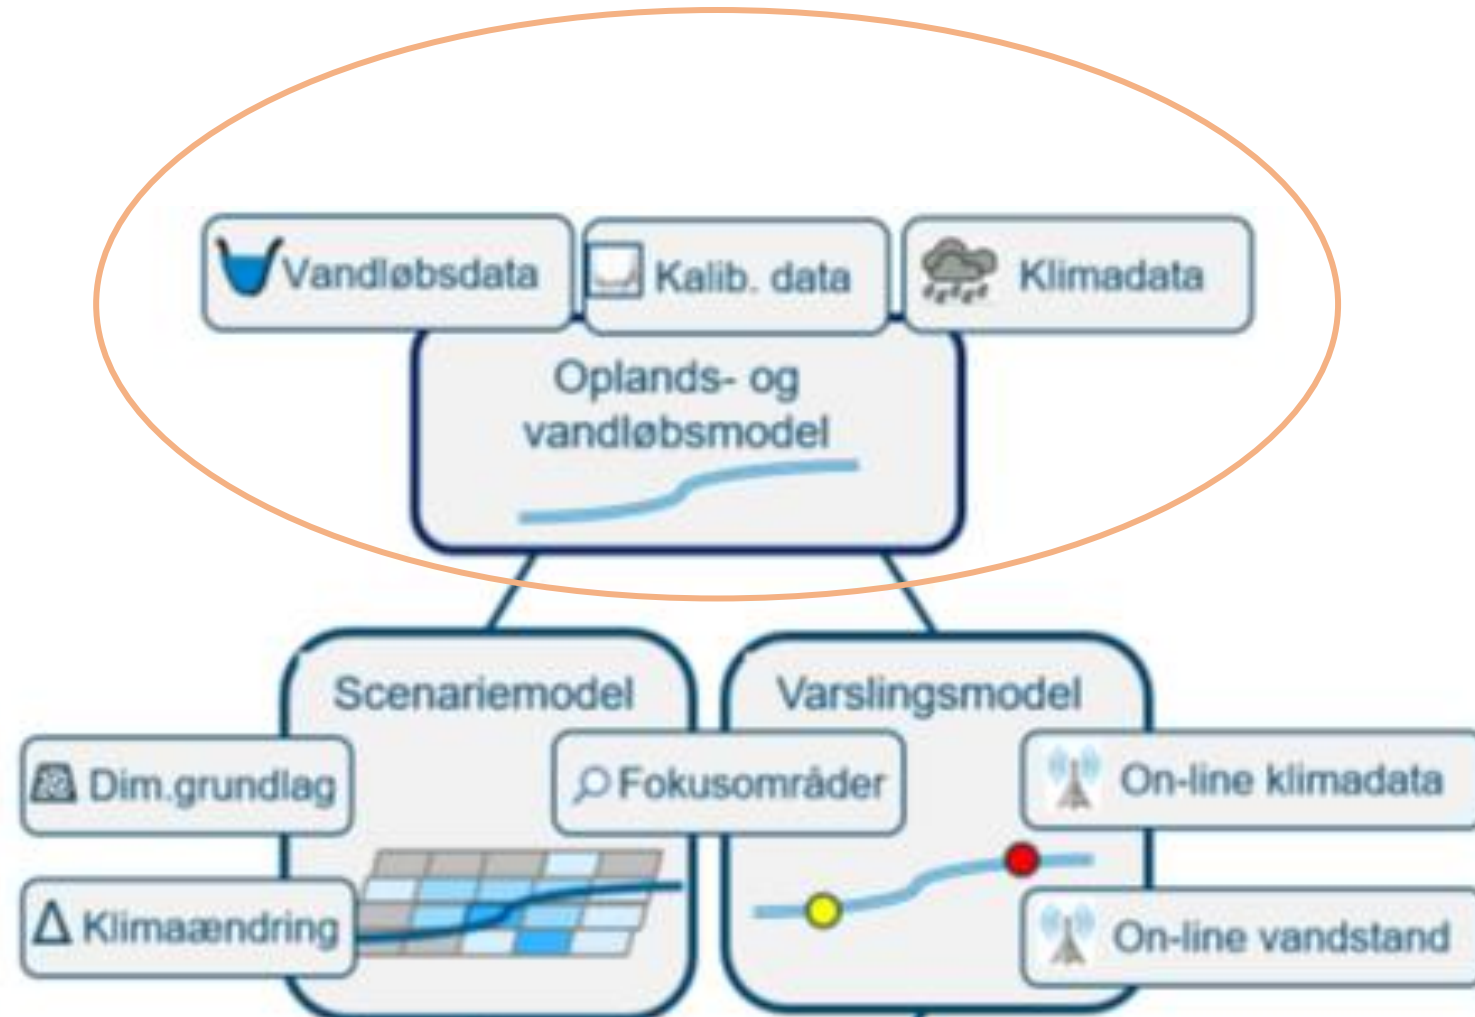 Vandløbsdata
Kalib. data
Klimadata
Oplands- og
vandløbsmodel
Scenariemodel
Varslingsmodel
Dim.grundlag
Fokusområder
On-line klimadata
Δ Klimaændring
On-line vandstand